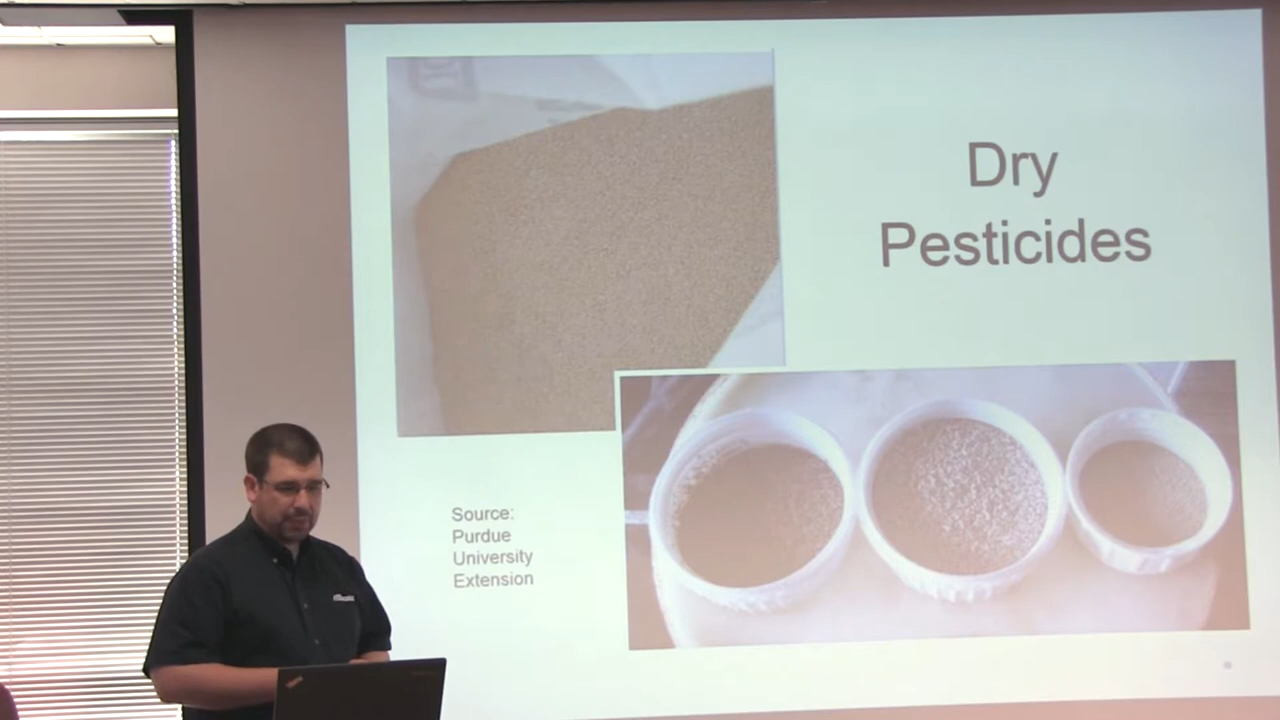 Dry
Pesticides
Source:
Purdue
University
Extension